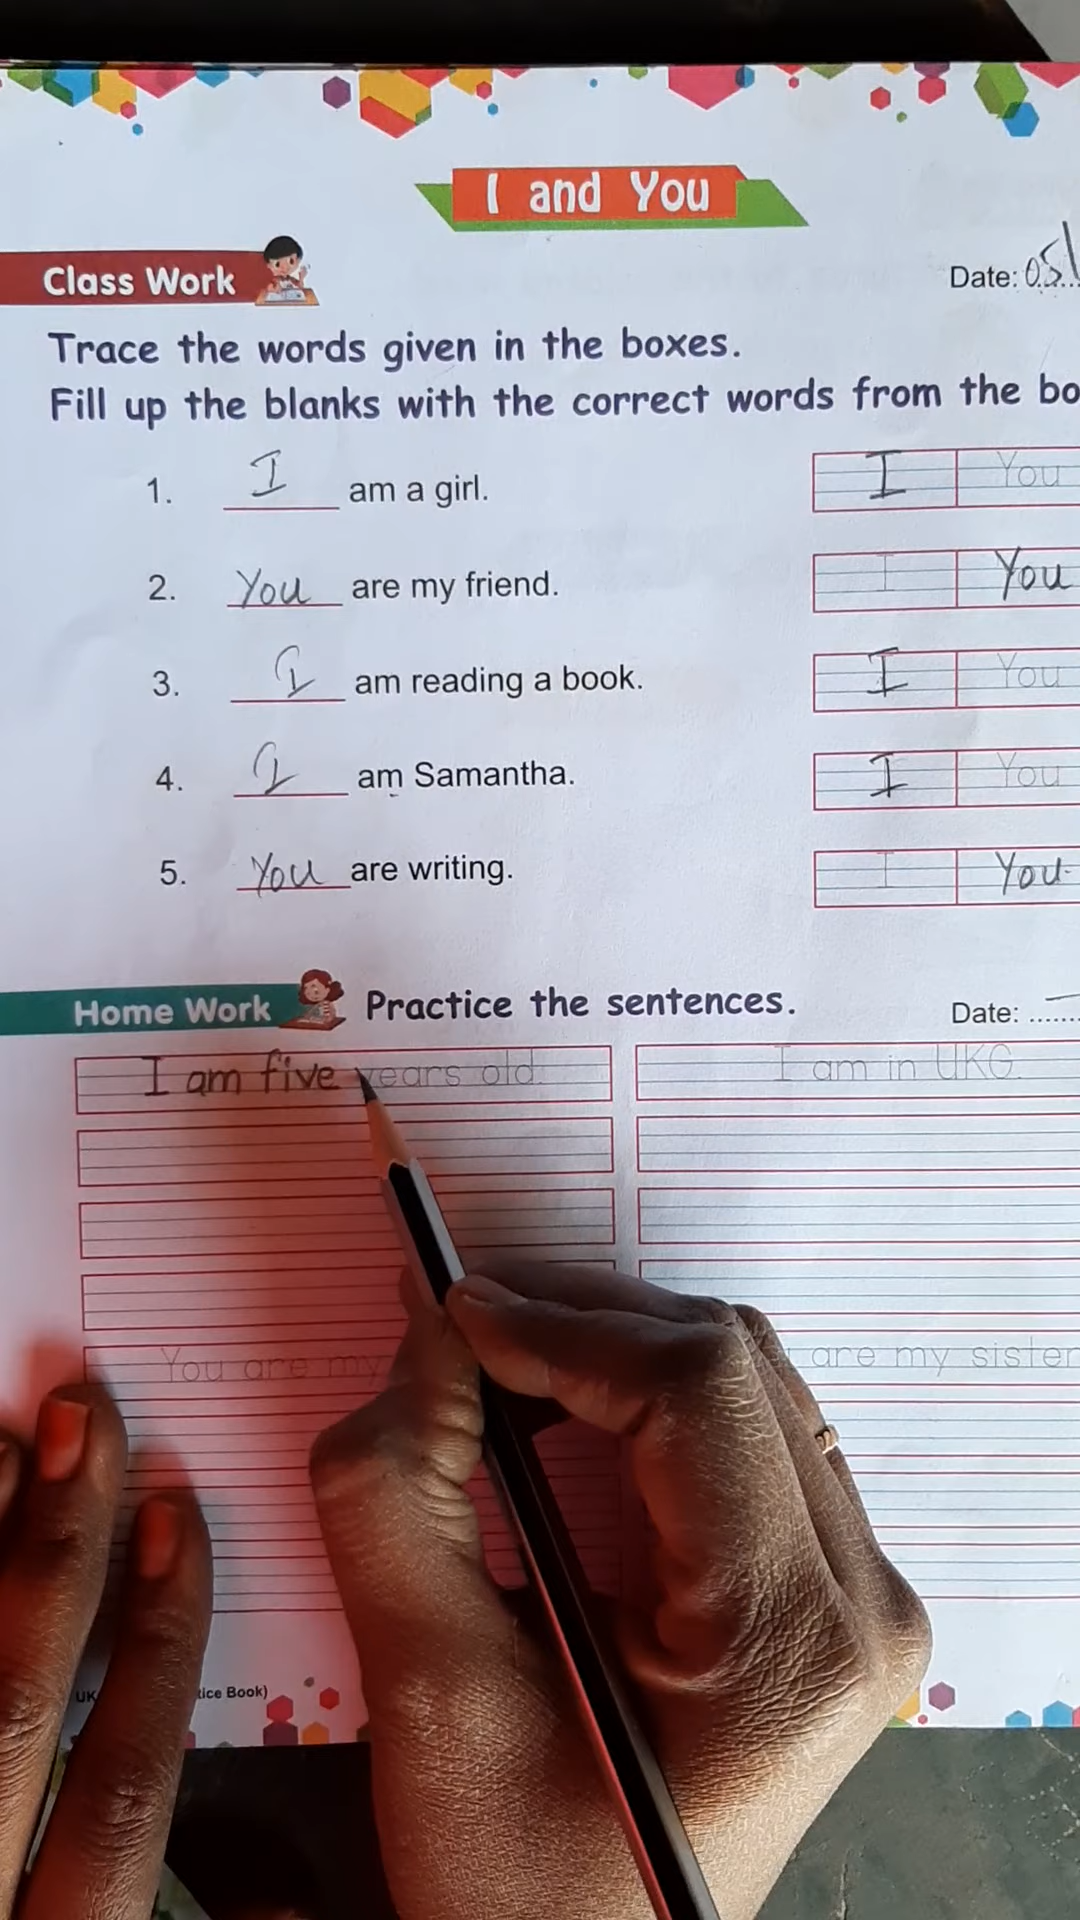 I and You
Class Work
Date: 05/
Trace the words given in the boxes.
Fill up the blanks with the correct words from the bo
1. I am a girl. I You
2. You are my friend. I You
3. I am reading a book. I You
4. I am Samantha. I You
5. You are writing. I You
Home Work Practice the sentences. Date: ......
I am five years old I am in UKG
You are my are my sister
UK tice Book)